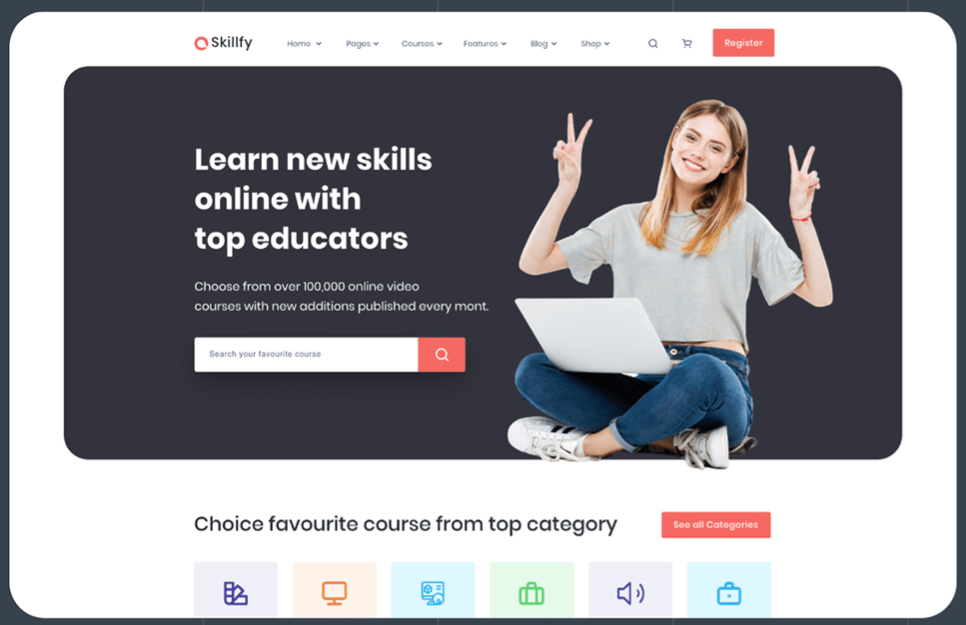 Skillfy
Home
Pages
Courses
Features
Blog
Shop
Register
Learn new skills
online with
top educators
Choose from over 100,000 online video
courses with new additions published every mont.
Search your favourite course
Choice favourite course from top category
See all Categories